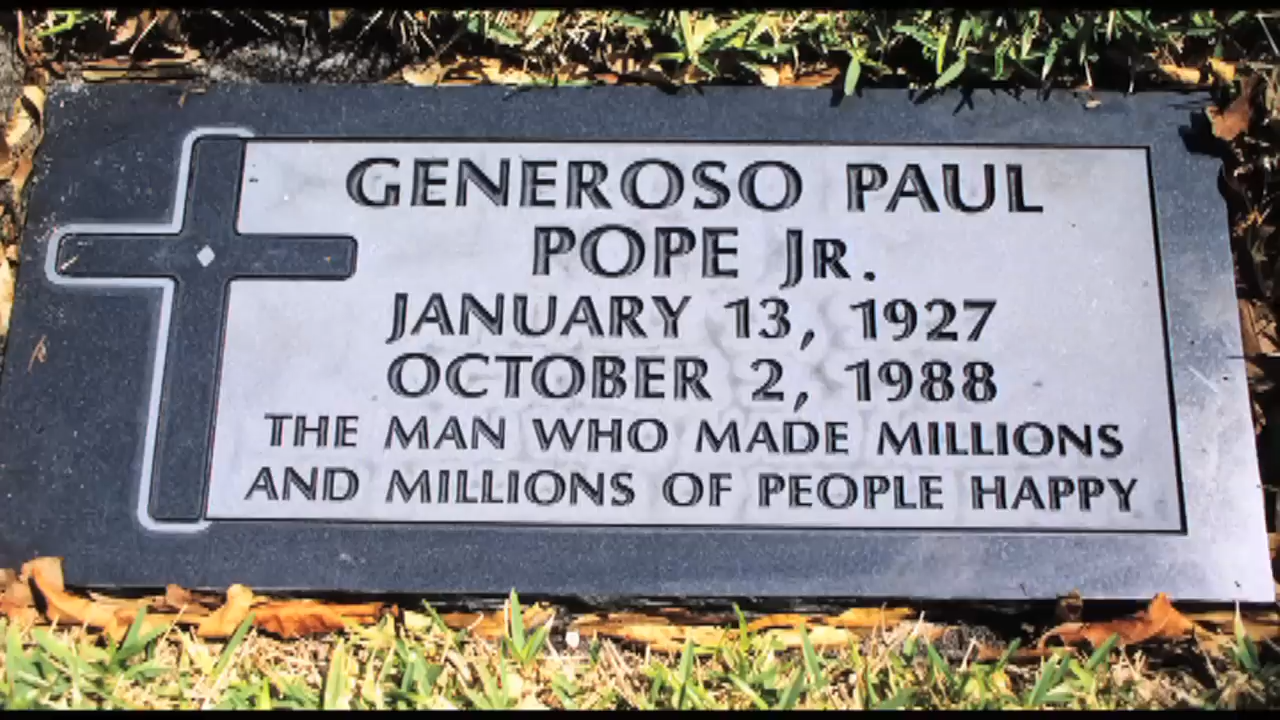 GENEROSO PAUL
POPE JR.
JANUARY 13, 1927
OCTOBER 2, 1988
THE MAN WHO MADE MILLIONS
AND MILLIONS OF PEOPLE HAPPY